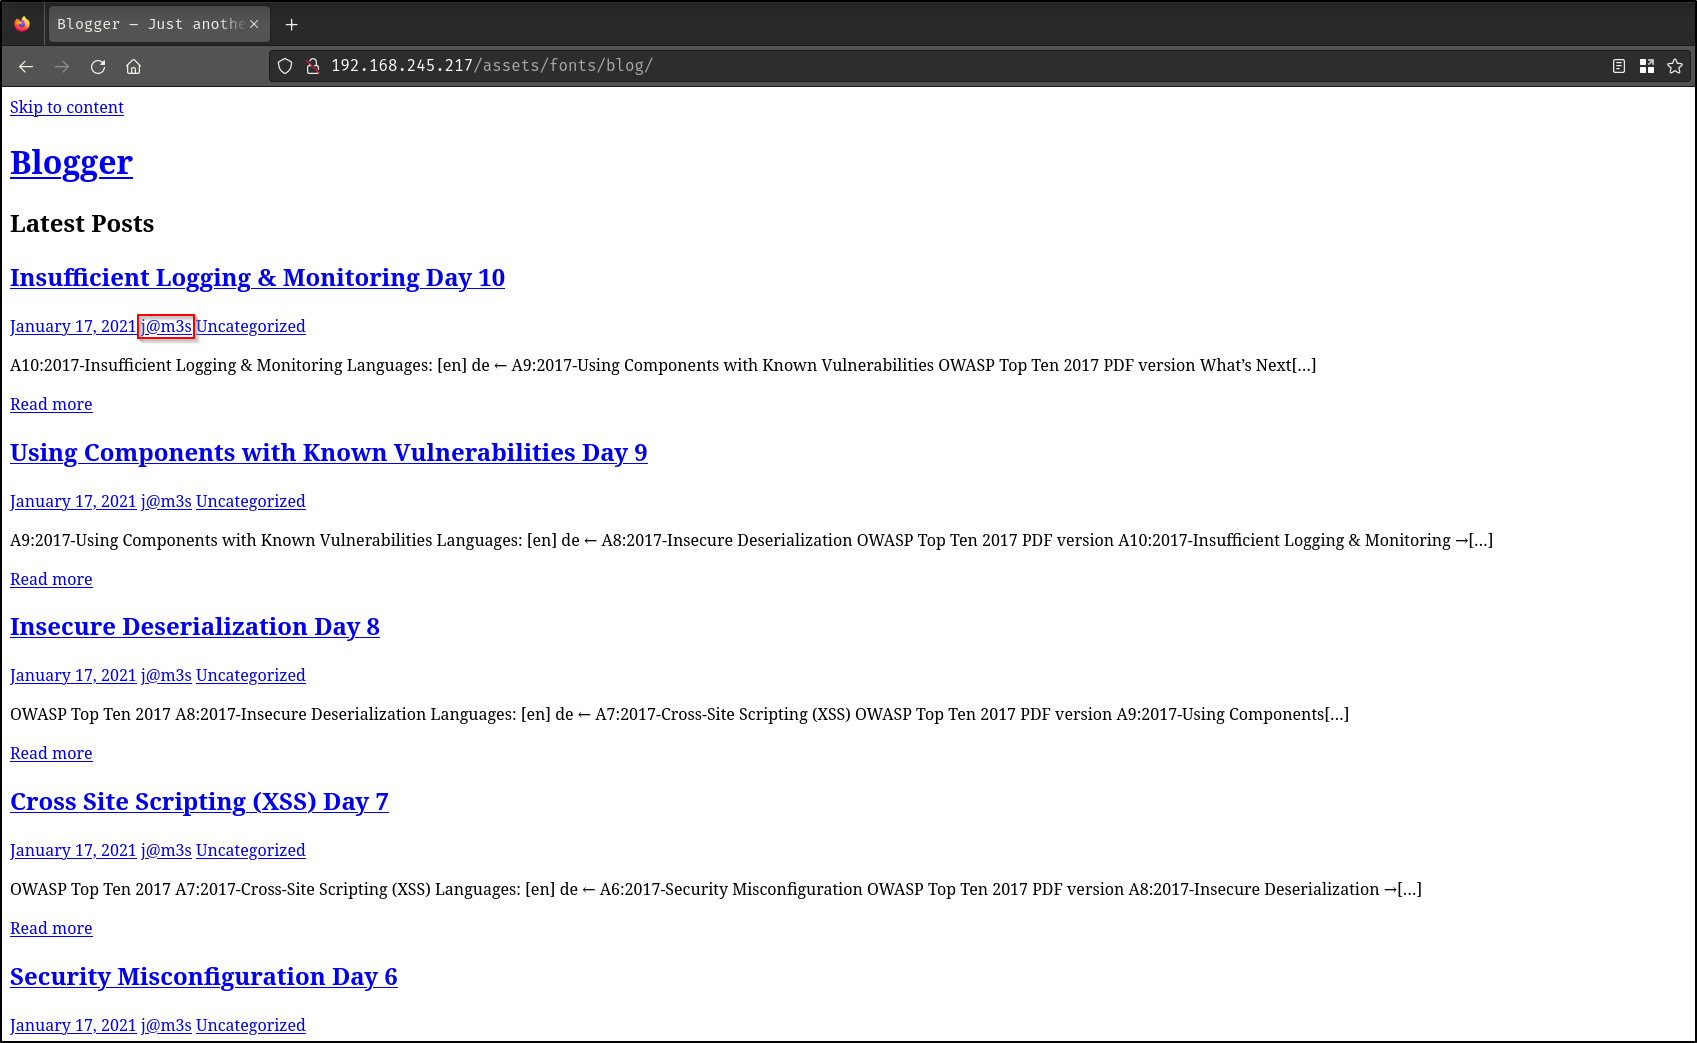 Blogger — Just anothe
192.168.245.217/assets/fonts/blog/
Skip to content
Blogger
Latest Posts
Insufficient Logging & Monitoring Day 10
January 17, 2021 j@m3s Uncategorized
A10:2017-Insufficient Logging & Monitoring Languages: [en] de ← A9:2017-Using Components with Known Vulnerabilities OWASP Top Ten 2017 PDF version What’s Next[…]
Read more
Using Components with Known Vulnerabilities Day 9
January 17, 2021 j@m3s Uncategorized
A9:2017-Using Components with Known Vulnerabilities Languages: [en] de ← A8:2017-Insecure Deserialization OWASP Top Ten 2017 PDF version A10:2017-Insufficient Logging & Monitoring →[…]
Read more
Insecure Deserialization Day 8
January 17, 2021 j@m3s Uncategorized
OWASP Top Ten 2017 A8:2017-Insecure Deserialization Languages: [en] de ← A7:2017-Cross-Site Scripting (XSS) OWASP Top Ten 2017 PDF version A9:2017-Using Components[…]
Read more
Cross Site Scripting (XSS) Day 7
January 17, 2021 j@m3s Uncategorized
OWASP Top Ten 2017 A7:2017-Cross-Site Scripting (XSS) Languages: [en] de ← A6:2017-Security Misconfiguration OWASP Top Ten 2017 PDF version A8:2017-Insecure Deserialization →[…]
Read more
Security Misconfiguration Day 6
January 17, 2021 j@m3s Uncategorized